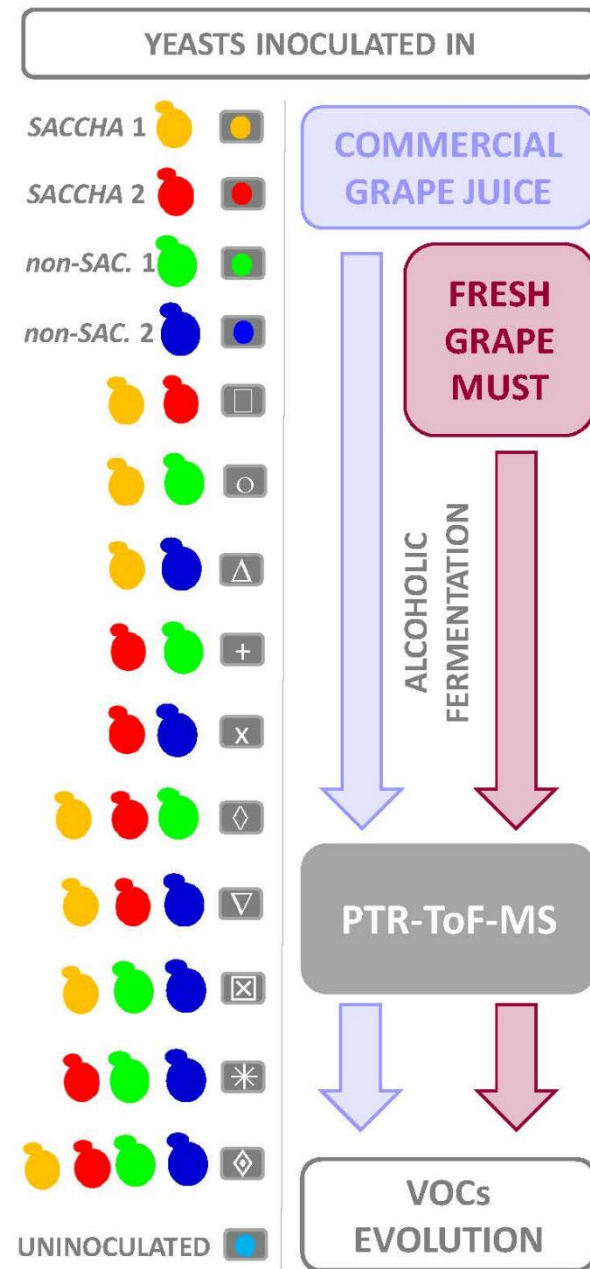 YEASTS INOCULATED IN
SACCHA 1
SACCHA 2
non-SAC. 1
non-SAC. 2
+
x
UNINOCULATED
COMMERCIAL
GRAPE JUICE
FRESH
GRAPE
MUST
ALCOHOLIC
FERMENTATION
PTR-ToF-MS
VOCs
EVOLUTION